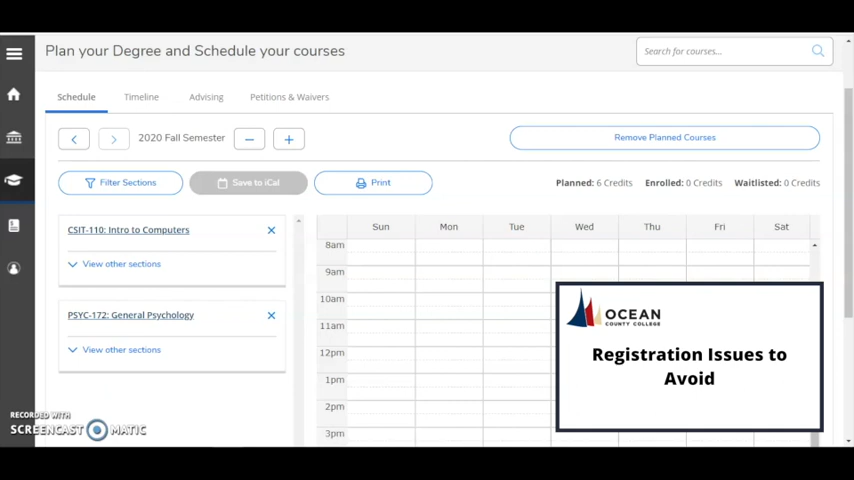 Plan your Degree and Schedule your courses
Search for courses...
Schedule Timeline Advising Petitions & Waivers
2020 Fall Semester
Remove Planned Courses
Filter Sections Save to iCal Print
Planned: 6 Credits Enrolled: 0 Credits Waitlisted: 0 Credits
CSIT-110: Intro to Computers
View other sections
PSYC-172: General Psychology
View other sections
Sun Mon Tue Wed Thu Fri Sat
8am
9am
10am
11am
12pm
1pm
2pm
3pm
OCEAN
COUNTY COLLEGE
Registration Issues to
Avoid
RECORDED WITH
SCREENCAST MATIC